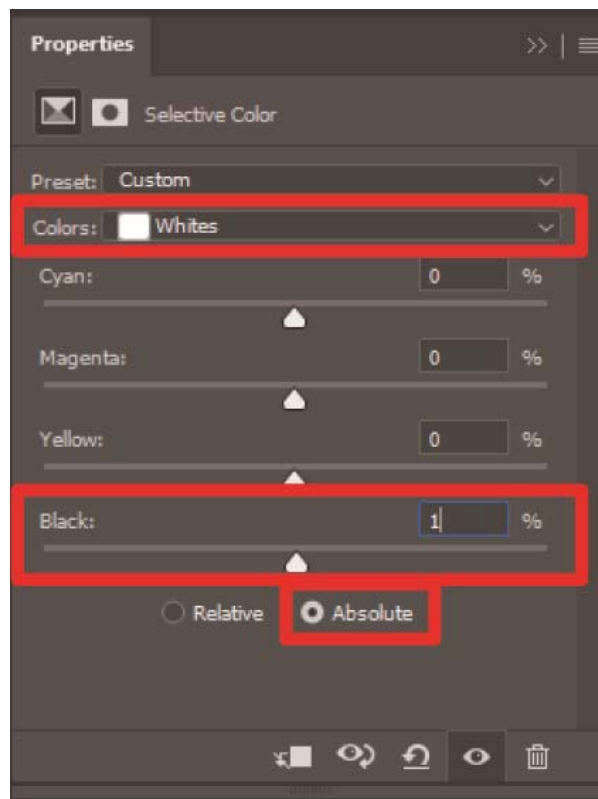 Properties
Selective Color
Preset: Custom
Colors: Whites
Cyan: 0 %
Magenta: 0 %
Yellow: 0 %
Black: 1 %
Relative Absolute